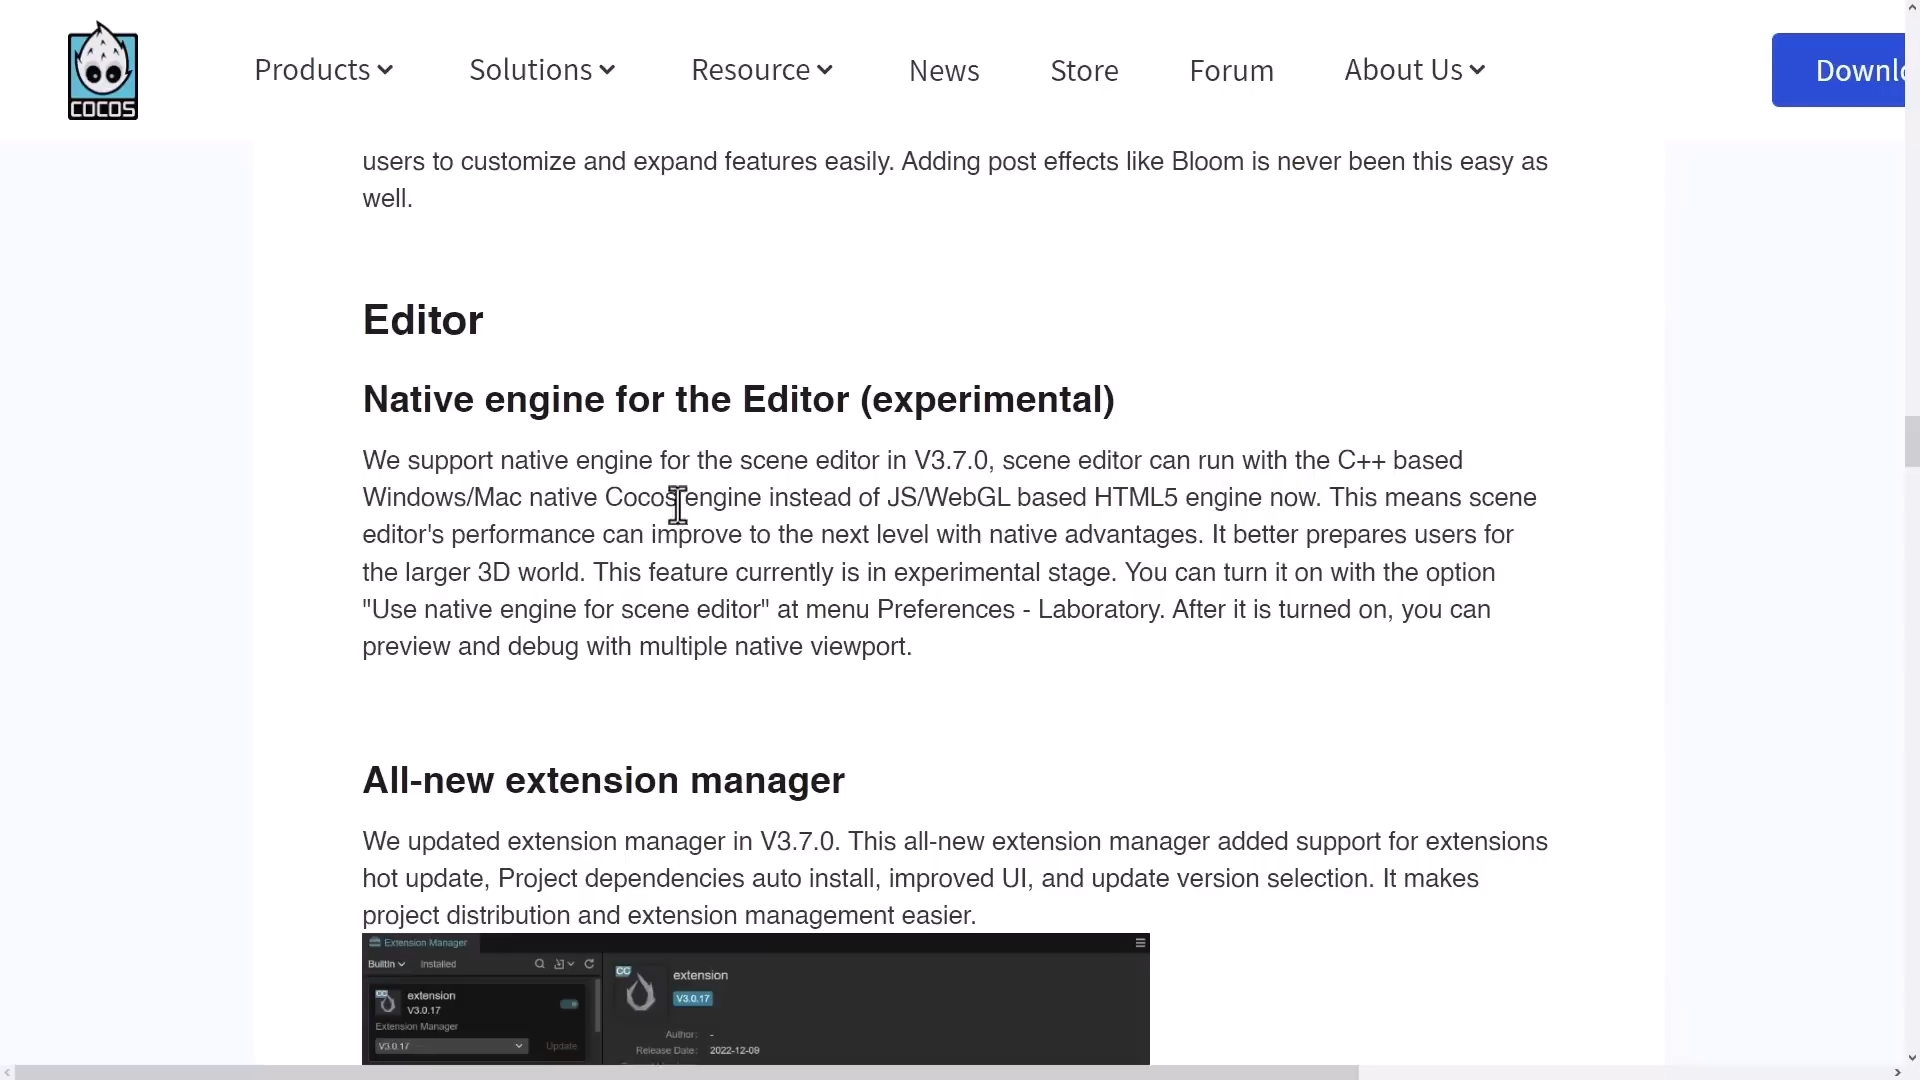 COCOS
Products
Solutions
Resource
News
Store
Forum
About Us
users to customize and expand features easily. Adding post effects like Bloom is never been this easy as
well.
Editor
Native engine for the Editor (experimental)
We support native engine for the scene editor in V3.7.0, scene editor can run with the C++ based
Windows/Mac native Cocos engine instead of JS/WebGL based HTML5 engine now. This means scene
editor's performance can improve to the next level with native advantages. It better prepares users for
the larger 3D world. This feature currently is in experimental stage. You can turn it on with the option
"Use native engine for scene editor" at menu Preferences - Laboratory. After it is turned on, you can
preview and debug with multiple native viewport.
All-new extension manager
We updated extension manager in V3.7.0. This all-new extension manager added support for extensions
hot update, Project dependencies auto install, improved UI, and update version selection. It makes
project distribution and extension management easier.
Extension Manager
BuiltIn
Installed
extension
V3.0.17
Extension Manager
V3.0.17
Update
CC
extension
V3.0.17
Author: -
Release Date: 2022-12-09